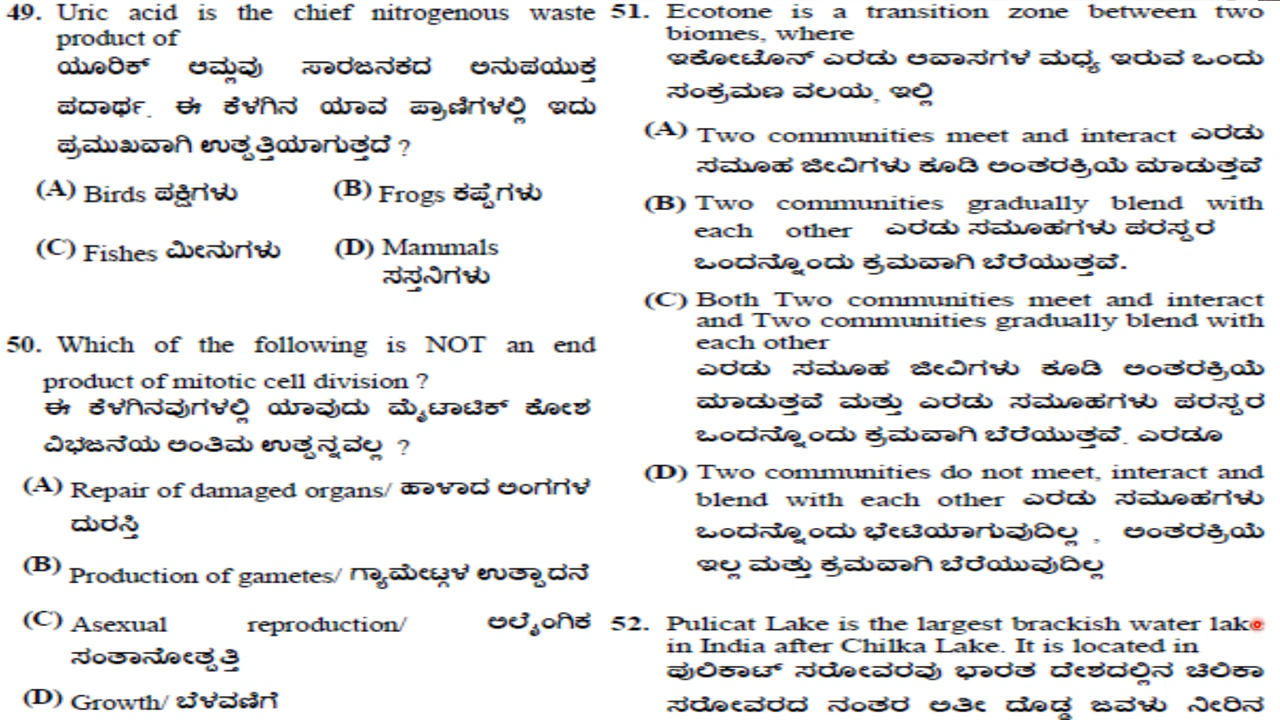 49. Uric acid is the chief nitrogenous waste
product of
ಯೂರಿಕ್ ಆಮ್ಲವು ಸಾರಜನಕದ ಅನುಪಯುಕ್ತ
ಪದಾರ್ಥ. ಈ ಕೆಳಗಿನ ಯಾವ ಪ್ರಾಣಿಗಳಲ್ಲಿ ಇದು
ಪ್ರಮುಖವಾಗಿ ಉತ್ಪತ್ತಿಯಾಗುತ್ತದೆ ?
(A) Birds ಪಕ್ಷಿಗಳು
(B) Frogs ಕಪ್ಪೆಗಳು
(C) Fishes ಮೀನುಗಳು
(D) Mammals
ಸಸ್ತನಿಗಳು
50. Which of the following is NOT an end
product of mitotic cell division ?
ಈ ಕೆಳಗಿನವುಗಳಲ್ಲಿ ಯಾವುದು ಮೈಟಾಟಿಕ್ ಕೋಶ
ವಿಭಜನೆಯ ಅಂತಿಮ ಉತ್ಪನ್ನವಲ್ಲ ?
(A) Repair of damaged organs/ ಹಾಳಾದ ಅಂಗಗಳ
ದುರಸ್ತಿ
(B) Production of gametes/ ಗ್ಯಾಮೇಟ್ಗಳ ಉತ್ಪಾದನೆ
(C) Asexual reproduction/ ಅಲೈಂಗಿಕ
ಸಂತಾನೋತ್ಪತ್ತಿ
(D) Growth/ ಬೆಳವಣಿಗೆ
51. Ecotone is a transition zone between two
biomes, where
ಇಕೋಟೊನ್ ಎರಡು ಆವಾಸಗಳ ಮಧ್ಯ ಇರುವ ಒಂದು
ಸಂಕ್ರಮಣ ವಲಯ, ಇಲ್ಲಿ
(A) Two communities meet and interact ಎರಡು
ಸಮೂಹ ಜೀವಿಗಳು ಕೂಡಿ ಅಂತರಕ್ರಿಯೆ ಮಾಡುತ್ತವೆ
(B) Two communities gradually blend with
each other ಎರಡು ಸಮೂಹಗಳು ಪರಸ್ಪರ
ಒಂದನ್ನೊಂದು ಕ್ರಮವಾಗಿ ಬೆರೆಯುತ್ತವೆ.
(C) Both Two communities meet and interact
and Two communities gradually blend with
each other
ಎರಡು ಸಮೂಹ ಜೀವಿಗಳು ಕೂಡಿ ಅಂತರಕ್ರಿಯೆ
ಮಾಡುತ್ತವೆ ಮತ್ತು ಎರಡು ಸಮೂಹಗಳು ಪರಸ್ಪರ
ಒಂದನ್ನೊಂದು ಕ್ರಮವಾಗಿ ಬೆರೆಯುತ್ತವೆ. ಎರಡೂ
(D) Two communities do not meet, interact and
blend with each other ಎರಡು ಸಮೂಹಗಳು
ಒಂದನ್ನೊಂದು ಭೇಟಿಯಾಗುವುದಿಲ್ಲ , ಅಂತರಕ್ರಿಯೆ
ಇಲ್ಲ ಮತ್ತು ಕ್ರಮವಾಗಿ ಬೆರೆಯುವುದಿಲ್ಲ
52. Pulicat Lake is the largest brackish water lake
in India after Chilka Lake. It is located in
ಪುಲಿಕಾಟ್ ಸರೋವರವು ಭಾರತ ದೇಶದಲ್ಲಿನ ಚಿಲಿಕಾ
ಸರೋವರದ ನಂತರ ಅತೀ ದೊಡ್ಡ ಜವಳು ನೀರಿನ